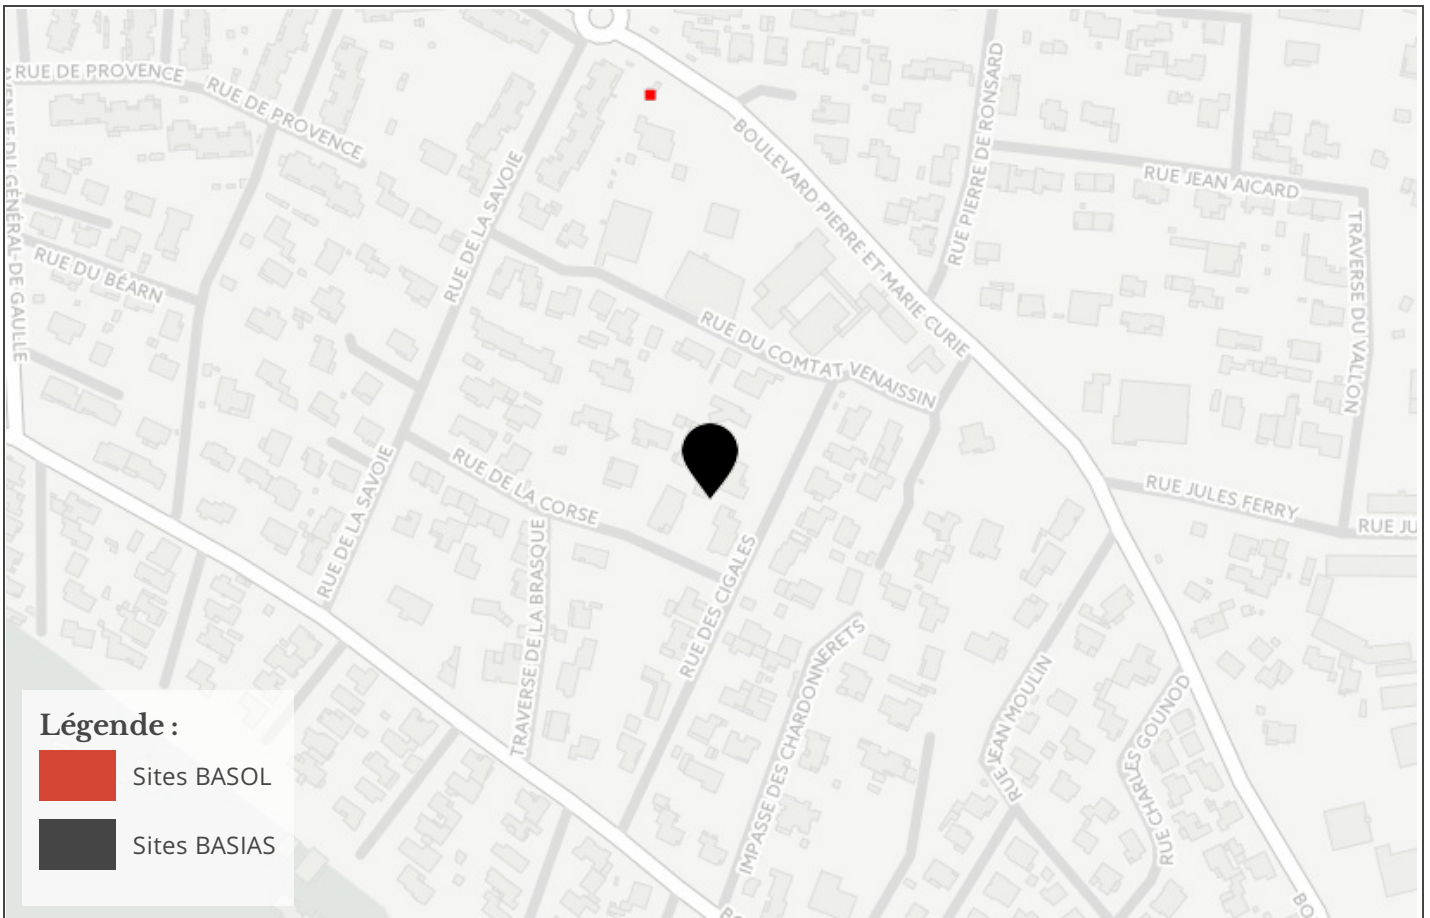 RUE DE PROVENCE
RUE DE PROVENCE
AVENUE DU GÉNÉRAL-DE GAULLE
RUE DU BÉARN
RUE DE LA SAVOIE
BOULEVARD PIERRE-ET-MARIE CURIE
RUE PIERRE DE RONSARD
RUE JEAN AICARD
TRAVERSE DU VALLON
RUE DU COMTAT VENAISSIN
RUE DE LA CORSE
RUE DE LA SAVOIE
TRAVERSE DE LA BRASQUE
RUE DES CIGALES
RUE JULES FERRY
RUE JU
IMPASSE DES CHARDONNERETS
RUE JEAN MOULIN
RUE CHARLES GOUNOD
BO
BO
Légende :
Sites BASOL
Sites BASIAS